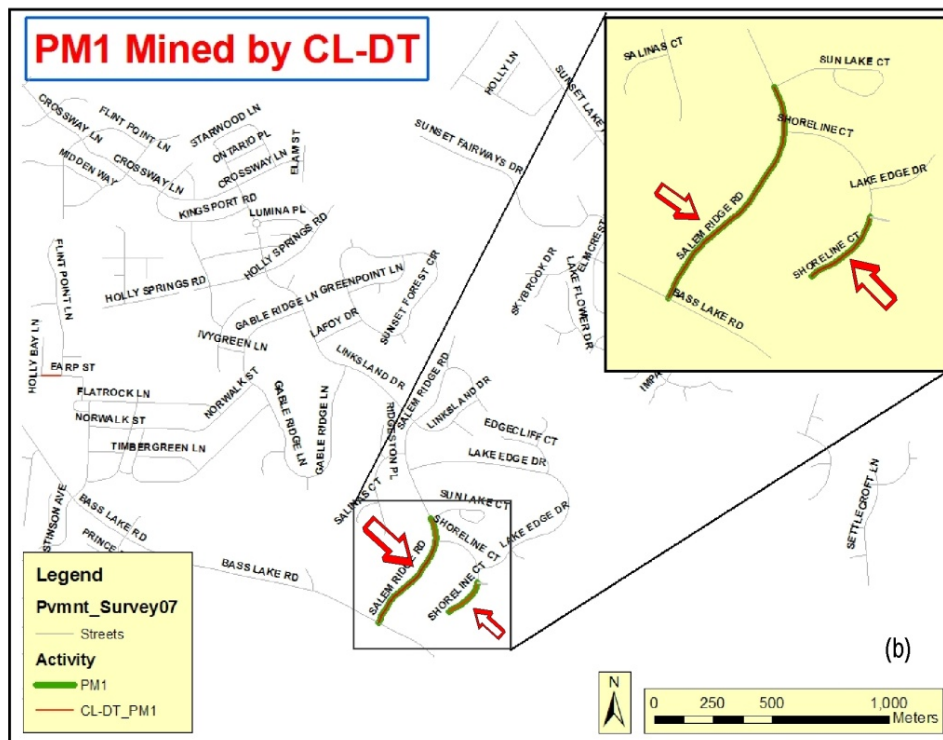 PM1 Mined by CL-DT
HOLLY LN
SUNSET LAKE
SUNSET FAIRWAYS DR
CROSSWAY LN
FLINT POINT LN
STARWOOD LN
ONTARIO PL
CROSSWAY LN
ELAM ST
MIDDEN WAY
CROSSWAY LN
KINGSPORT RD
LUMINA PL
HOLLY SPRINGS RD
HOLLY SPRINGS RD
FLINT POINT LN
GABLE RIDGE LN
GREENPOINT LN
SUNSET FOREST CIR
LAFOY DR
IVYGREEN LN
LINKSLAND DR
SKYBROOK DR
ELMCREST
LAKE FLOWER DR
HOLLY BAY LN
EARP ST
FLATROCK LN
NORWALK ST
NORWALK ST
TIMBERGREEN LN
GABLE RIDGE LN
GABLE RIDGE LN
RIDGESTON PL
SALEM RIDGE RD
LINKSLAND DR
EDGECLIFF CT
LAKE EDGE DR
SALINAS CT
SUN LAKE CT
SHORELINE CT
LAKE EDGE DR
SALEM RIDGE RD
SHORELINE CT
STINSON AVE
BASS LAKE RD
PRINCE
BASS LAKE RD
SETTLECROFT LN
IMPA
SALINAS CT
SUN LAKE CT
SHORELINE CT
LAKE EDGE DR
SALEM RIDGE RD
SHORELINE CT
BASS LAKE RD
Legend
Pvmnt_Survey07
Streets
Activity
PM1
CL-DT_PM1
(b)
N
0 250 500 1,000
Meters